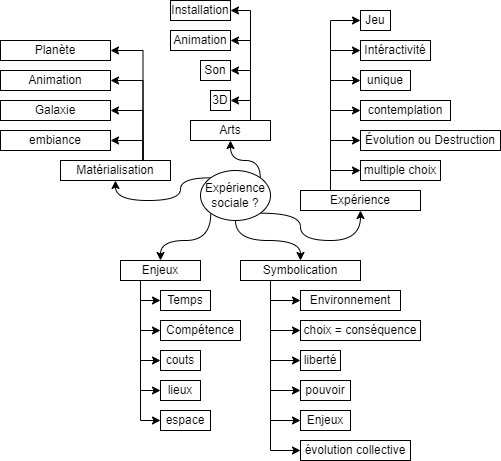 Installation
Animation
Son
3D
Arts
Planète
Animation
Galaxie
embiance
Matérialisation
Jeu
Intéractivité
unique
contemplation
Évolution ou Destruction
multiple choix
Expérience
Expérience
sociale ?
Enjeux
Temps
Compétence
couts
lieux
espace
Symbolication
Environnement
choix = conséquence
liberté
pouvoir
Enjeux
évolution collective